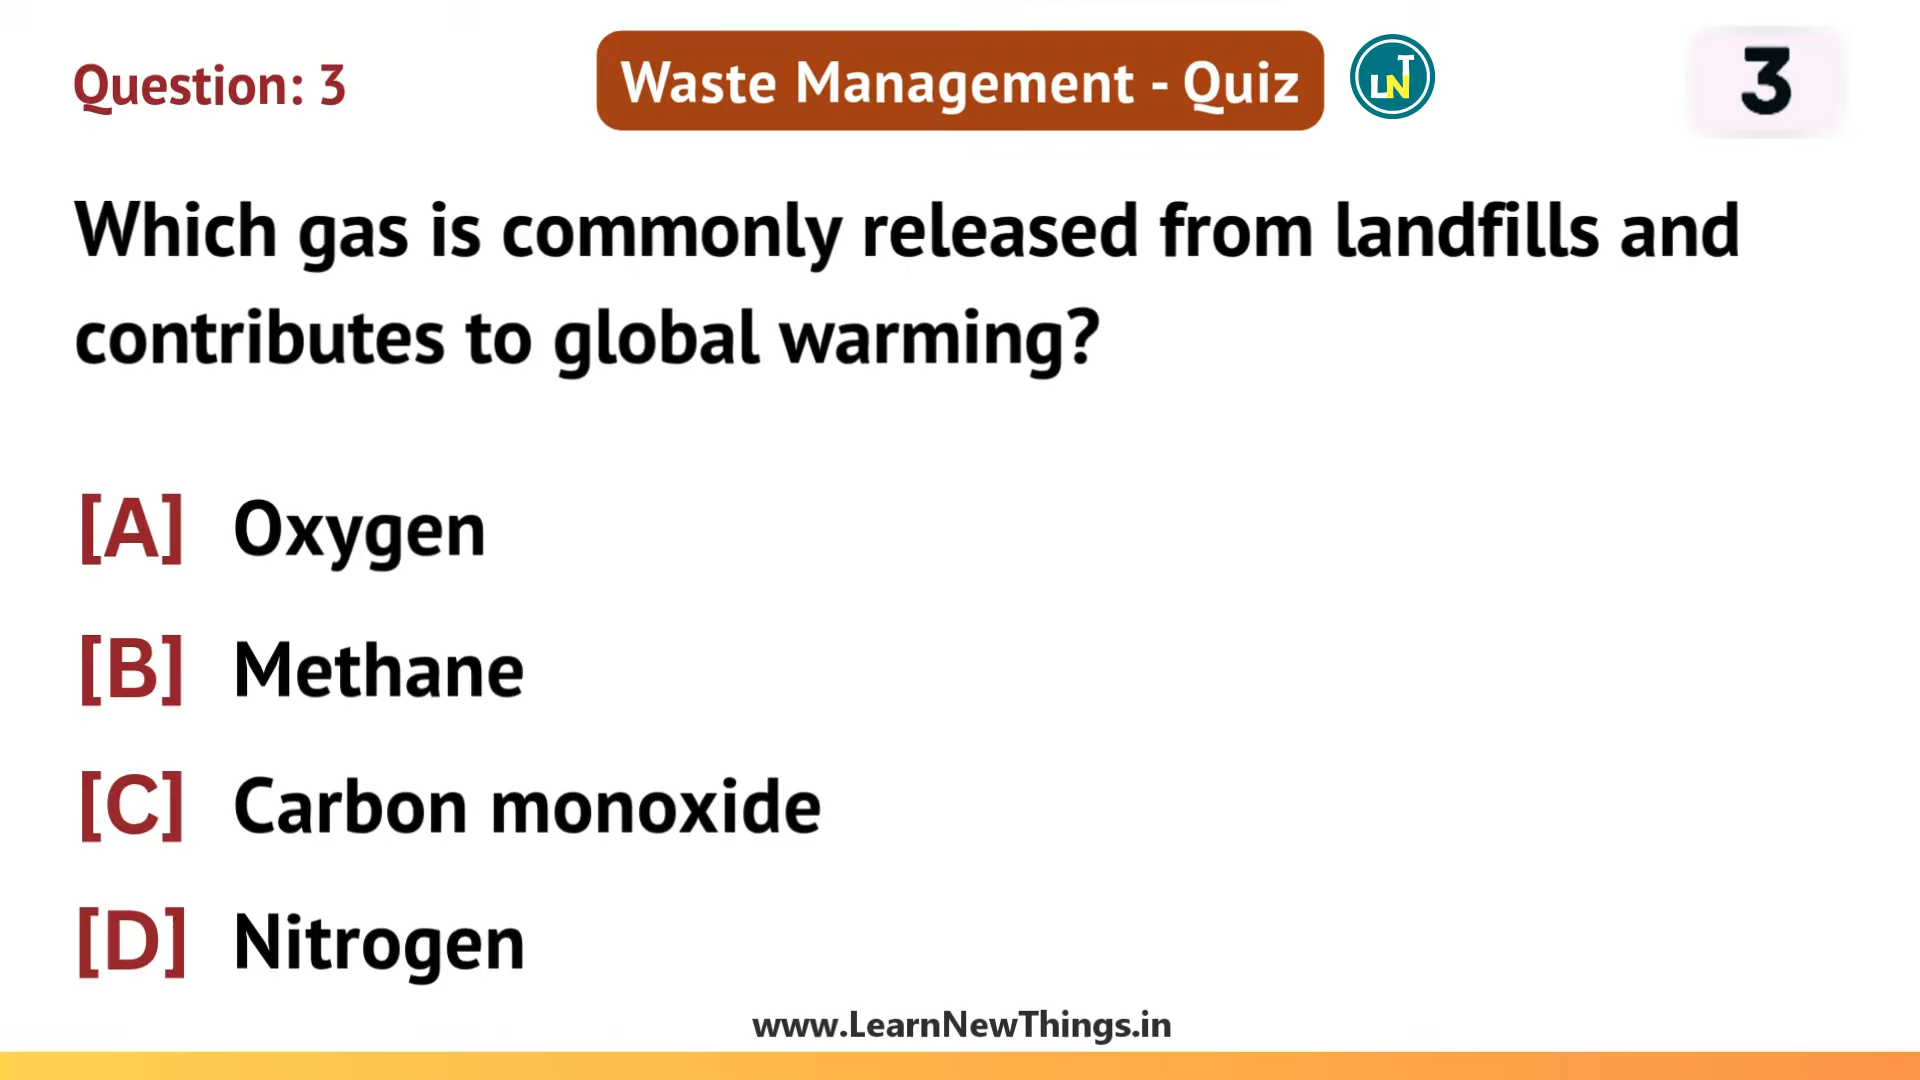 Question: 3
Waste Management - Quiz
LNT
3
Which gas is commonly released from landfills and
contributes to global warming?
[A] Oxygen
[B] Methane
[C] Carbon monoxide
[D] Nitrogen
www.LearnNewThings.in